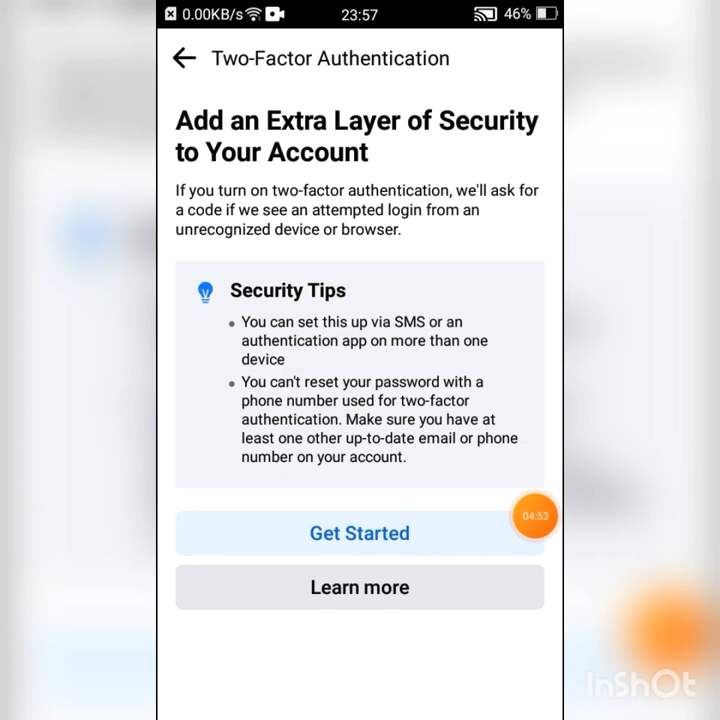 0.00KB/s 23:57 46%
Two-Factor Authentication
Add an Extra Layer of Security
to Your Account
If you turn on two-factor authentication, we'll ask for
a code if we see an attempted login from an
unrecognized device or browser.
Security Tips
• You can set this up via SMS or an
authentication app on more than one
device
• You can't reset your password with a
phone number used for two-factor
authentication. Make sure you have at
least one other up-to-date email or phone
number on your account.
04:53
Get Started
Learn more
InShOt